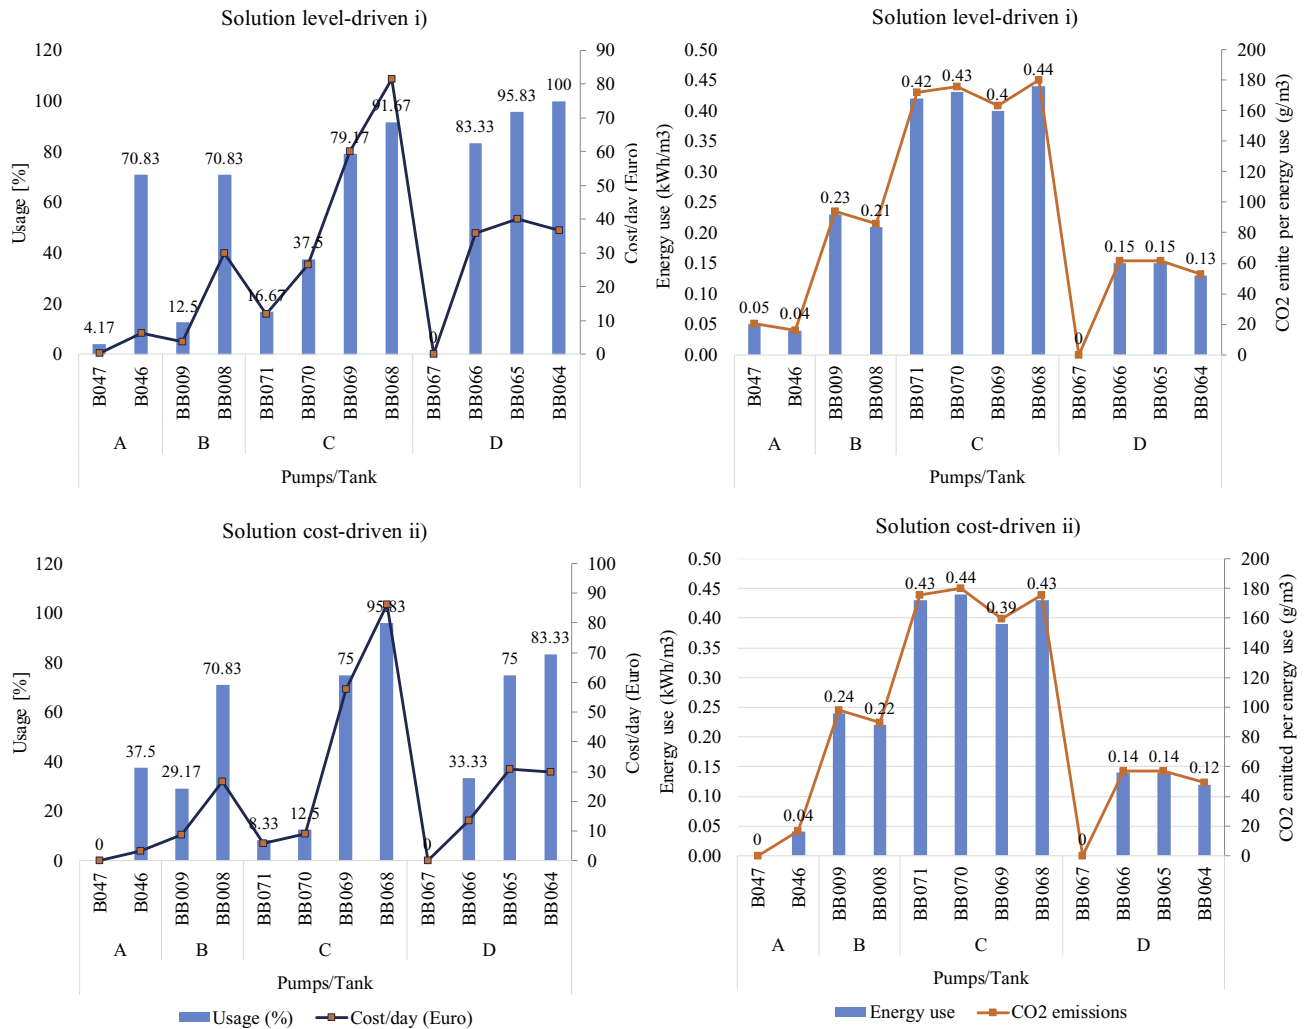 Solution level-driven i)
Usage [%]
120
100
80
60
40
20
0
4.17
70.83
12.5
70.83
16.67
37.5
79.17
91.67
0
83.33
95.83
100
90
80
70
60
50
40
30
20
10
0
Cost/day (Euro)
B047
B046
BB009
BB008
BB071
BB070
BB069
BB068
BB067
BB066
BB065
BB064
A
B
C
D
Pumps/Tank
Solution level-driven i)
Energy use (kWh/m3)
0.50
0.45
0.40
0.35
0.30
0.25
0.20
0.15
0.10
0.05
0.00
0.05
0.04
0.23
0.21
0.42
0.43
0.4
0.44
0
0.15
0.15
0.13
200
180
160
140
120
100
80
60
40
20
0
CO2 emitte per energy use (g/m3)
B047
B046
BB009
BB008
BB071
BB070
BB069
BB068
BB067
BB066
BB065
BB064
A
B
C
D
Pumps/Tank
Solution cost-driven ii)
Usage [%]
120
100
80
60
40
20
0
0
37.5
29.17
70.83
8.33
12.5
75
95.83
0
33.33
75
83.33
100
90
80
70
60
50
40
30
20
10
0
Cost/day (Euro)
B047
B046
BB009
BB008
BB071
BB070
BB069
BB068
BB067
BB066
BB065
BB064
A
B
C
D
Pumps/Tank
Usage (%)
Cost/day (Euro)
Solution cost-driven ii)
Energy use (kWh/m3)
0.50
0.45
0.40
0.35
0.30
0.25
0.20
0.15
0.10
0.05
0.00
0
0.04
0.24
0.22
0.43
0.44
0.39
0.43
0
0.14
0.14
0.12
200
180
160
140
120
100
80
60
40
20
0
CO2 emitted per energy use (g/m3)
B047
B046
BB009
BB008
BB071
BB070
BB069
BB068
BB067
BB066
BB065
BB064
A
B
C
D
Pumps/Tank
Energy use
CO2 emissions